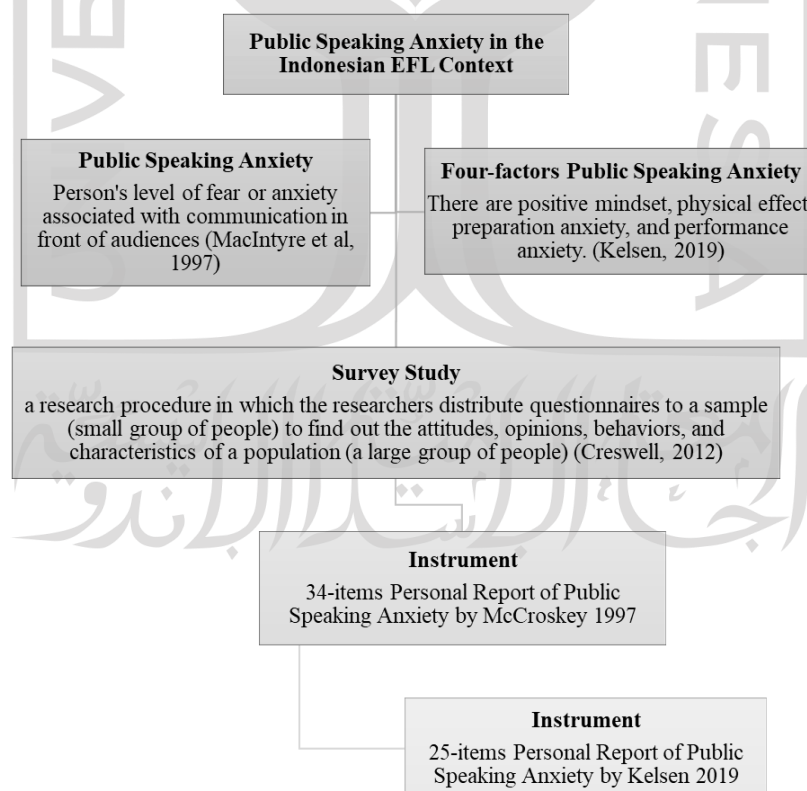 Public Speaking Anxiety in the
Indonesian EFL Context
Public Speaking Anxiety
Person's level of fear or anxiety
associated with communication in
front of audiences (MacIntyre et al,
1997)
Four-factors Public Speaking Anxiety
There are positive mindset, physical effect
preparation anxiety, and performance
anxiety. (Kelsen, 2019)
Survey Study
a research procedure in which the researchers distribute questionnaires to a sample
(small group of people) to find out the attitudes, opinions, behaviors, and
characteristics of a population (a large group of people) (Creswell, 2012)
Instrument
34-items Personal Report of Public
Speaking Anxiety by McCroskey 1997
Instrument
25-items Personal Report of Public
Speaking Anxiety by Kelsen 2019